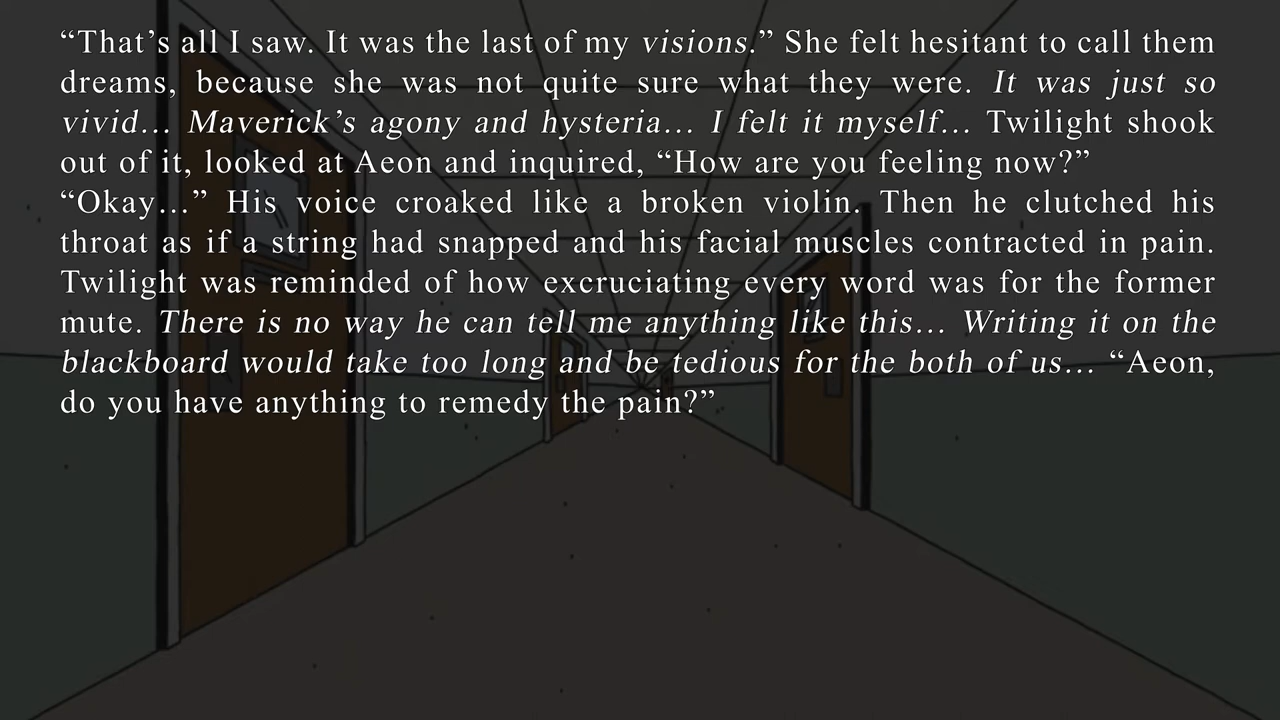 “That’s all I saw. It was the last of my visions.” She felt hesitant to call them
dreams, because she was not quite sure what they were. It was just so
vivid… Maverick’s agony and hysteria… I felt it myself… Twilight shook
out of it, looked at Aeon and inquired, “How are you feeling now?”
“Okay…” His voice croaked like a broken violin. Then he clutched his
throat as if a string had snapped and his facial muscles contracted in pain.
Twilight was reminded of how excruciating every word was for the former
mute. There is no way he can tell me anything like this… Writing it on the
blackboard would take too long and be tedious for the both of us… “Aeon,
do you have anything to remedy the pain?”